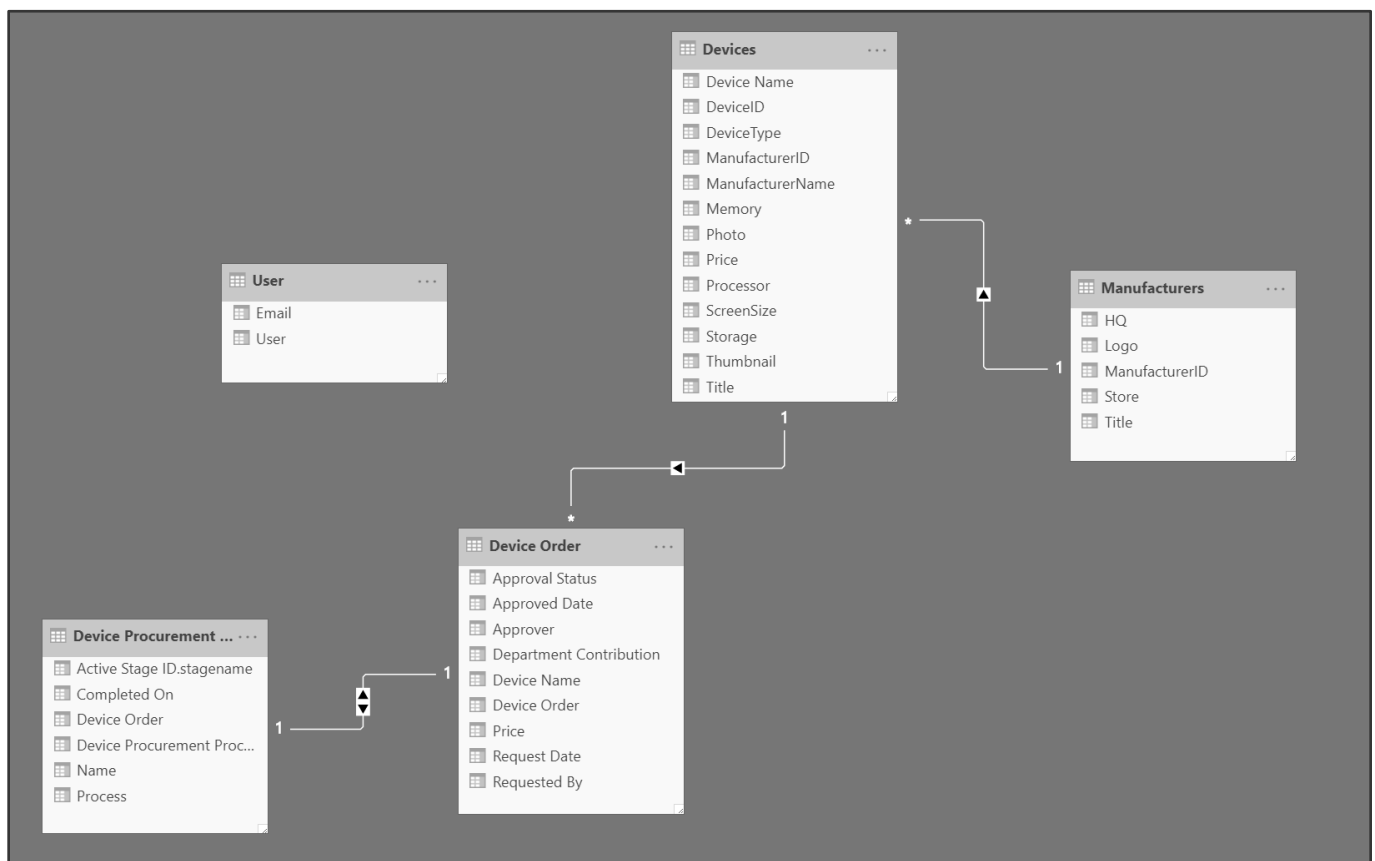 Devices ...
Device Name
DeviceID
DeviceType
ManufacturerID
ManufacturerName
Memory
Photo
Price
Processor
ScreenSize
Storage
Thumbnail
Title
*
1
User ...
Email
User
Manufacturers ...
HQ
Logo
ManufacturerID
Store
Title
1
*
Device Order ...
Approval Status
Approved Date
Approver
Department Contribution
Device Name
Device Order
Price
Request Date
Requested By
1
Device Procurement ... ...
Active Stage ID.stagename
Completed On
Device Order
Device Procurement Proc...
Name
Process
1